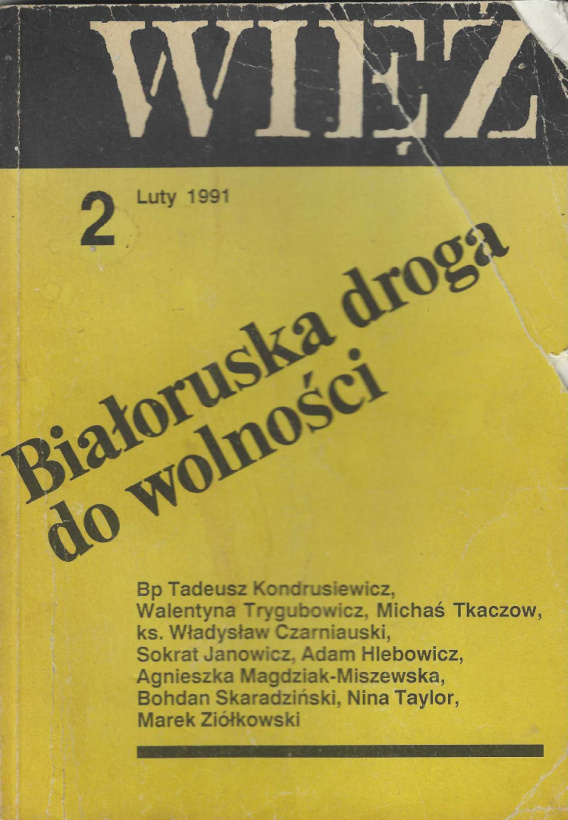 WIĘŹ
2
Luty 1991
Białoruska droga
do wolności
Bp Tadeusz Kondrusiewicz,
Walentyna Trygubowicz, Michaś Tkaczow,
ks. Władysław Czarniauski,
Sokrat Janowicz, Adam Hlebowicz,
Agnieszka Magdziak-Miszewska,
Bohdan Skaradziński, Nina Taylor,
Marek Ziółkowski